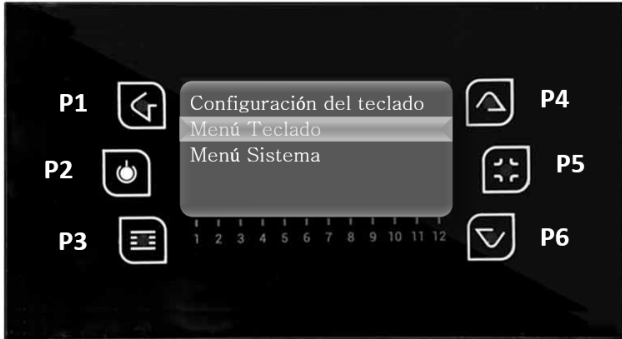 Configuración del teclado
Menú Teclado
Menú Sistema
P1
P2
P3
P4
P5
P6
1 2 3 4 5 6 7 8 9 10 11 12